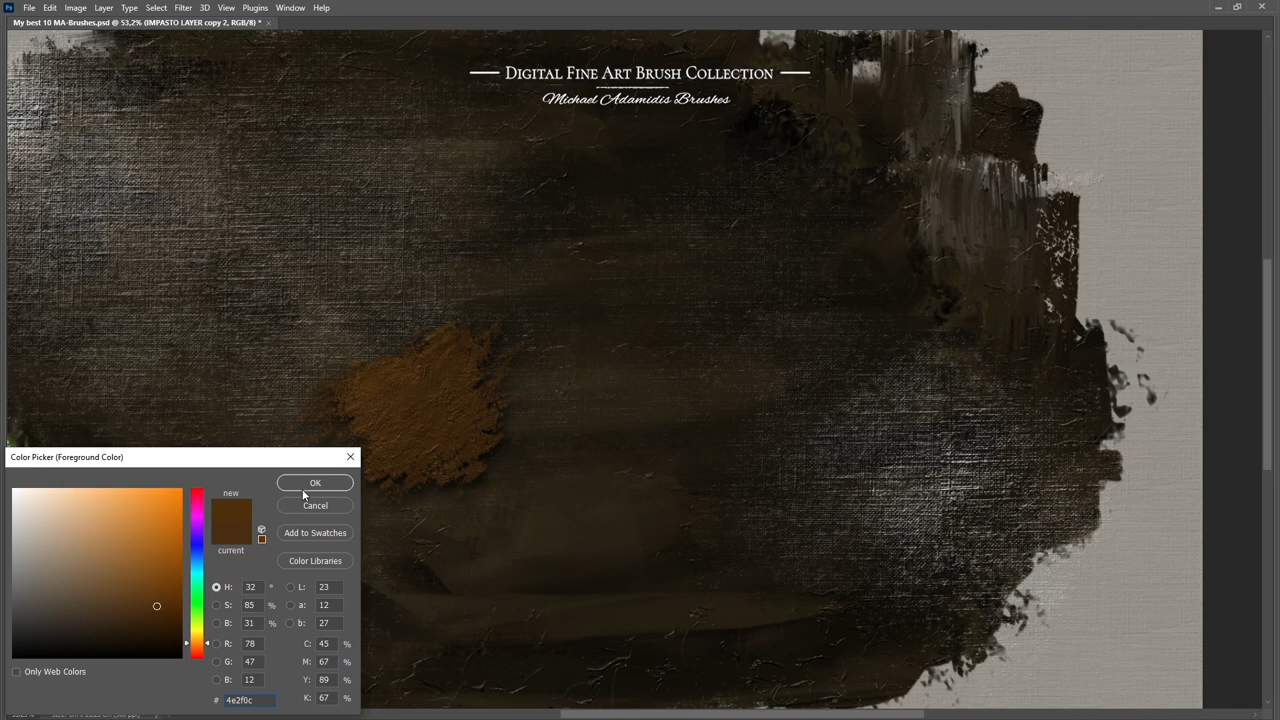 File Edit Image Layer Type Select Filter 3D View Plugins Window Help
My best 10 MA-Brushes.psd @ 53,2% (IMPASTO LAYER copy 2, RGB/8) *
Digital Fine Art Brush Collection
Michael Adamidis Brushes
Color Picker (Foreground Color)
new
current
OK
Cancel
Add to Swatches
Color Libraries
H: 32 ° L: 23
S: 85 % a: 12
B: 31 % b: 27
R: 78 C: 45 %
G: 47 M: 67 %
B: 12 Y: 89 %
# 4e2f0c K: 67 %
Only Web Colors